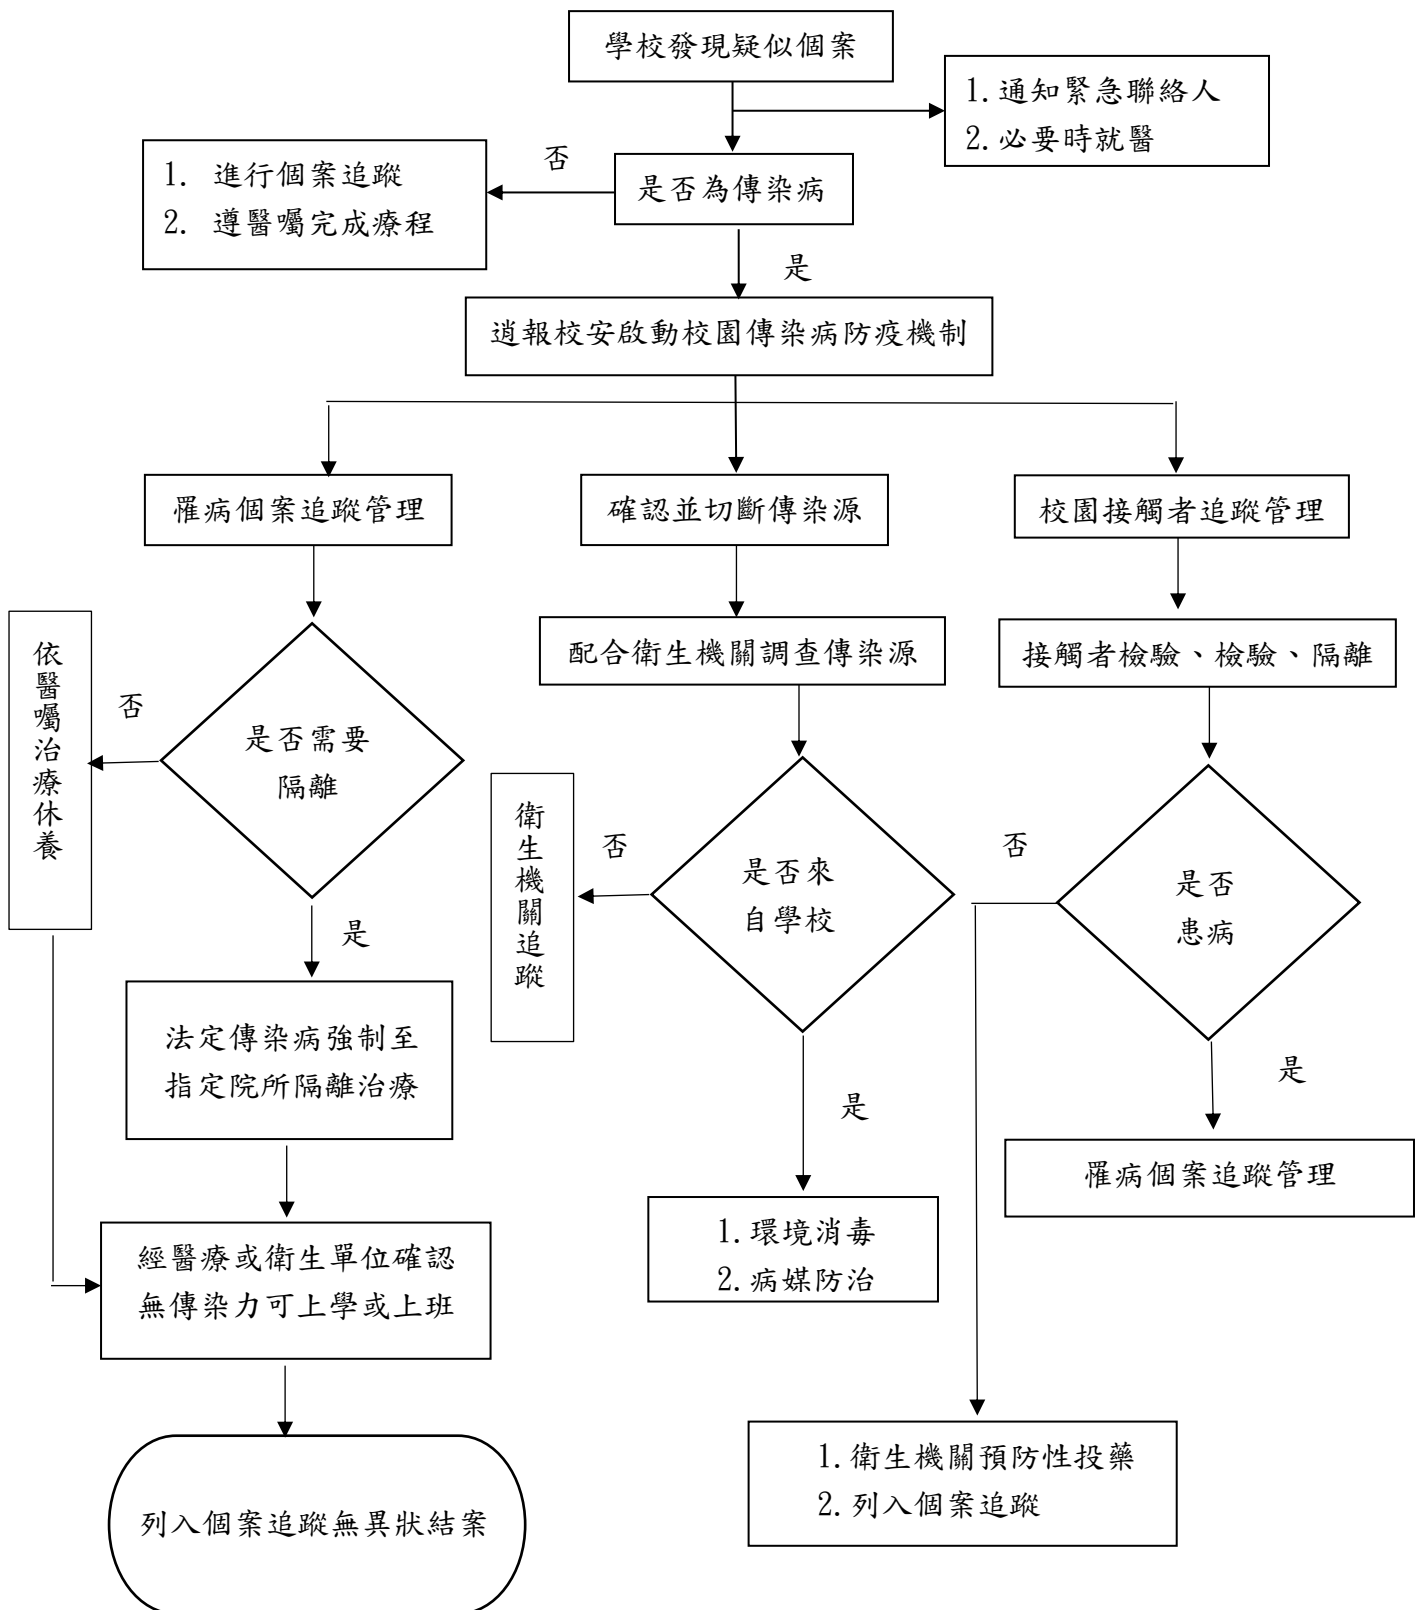 學校發現疑似個案
1.通知緊急聯絡人
2.必要時就醫
否
1. 進行個案追蹤
2. 遵醫囑完成療程
是否為傳染病
是
逍報校安啟動校園傳染病防疫機制
罹病個案追蹤管理
確認並切斷傳染源
校園接觸者追蹤管理
依醫囑治療休養
否
是否需要
隔離
是
法定傳染病強制至
指定院所隔離治療
經醫療或衛生單位確認
無傳染力可上學或上班
列入個案追蹤無異狀結案
配合衛生機關調查傳染源
衛生機關追蹤
否
是否來
自學校
是
1.環境消毒
2.病媒防治
接觸者檢驗、檢驗、隔離
否
是否
患病
是
罹病個案追蹤管理
1.衛生機關預防性投藥
2.列入個案追蹤